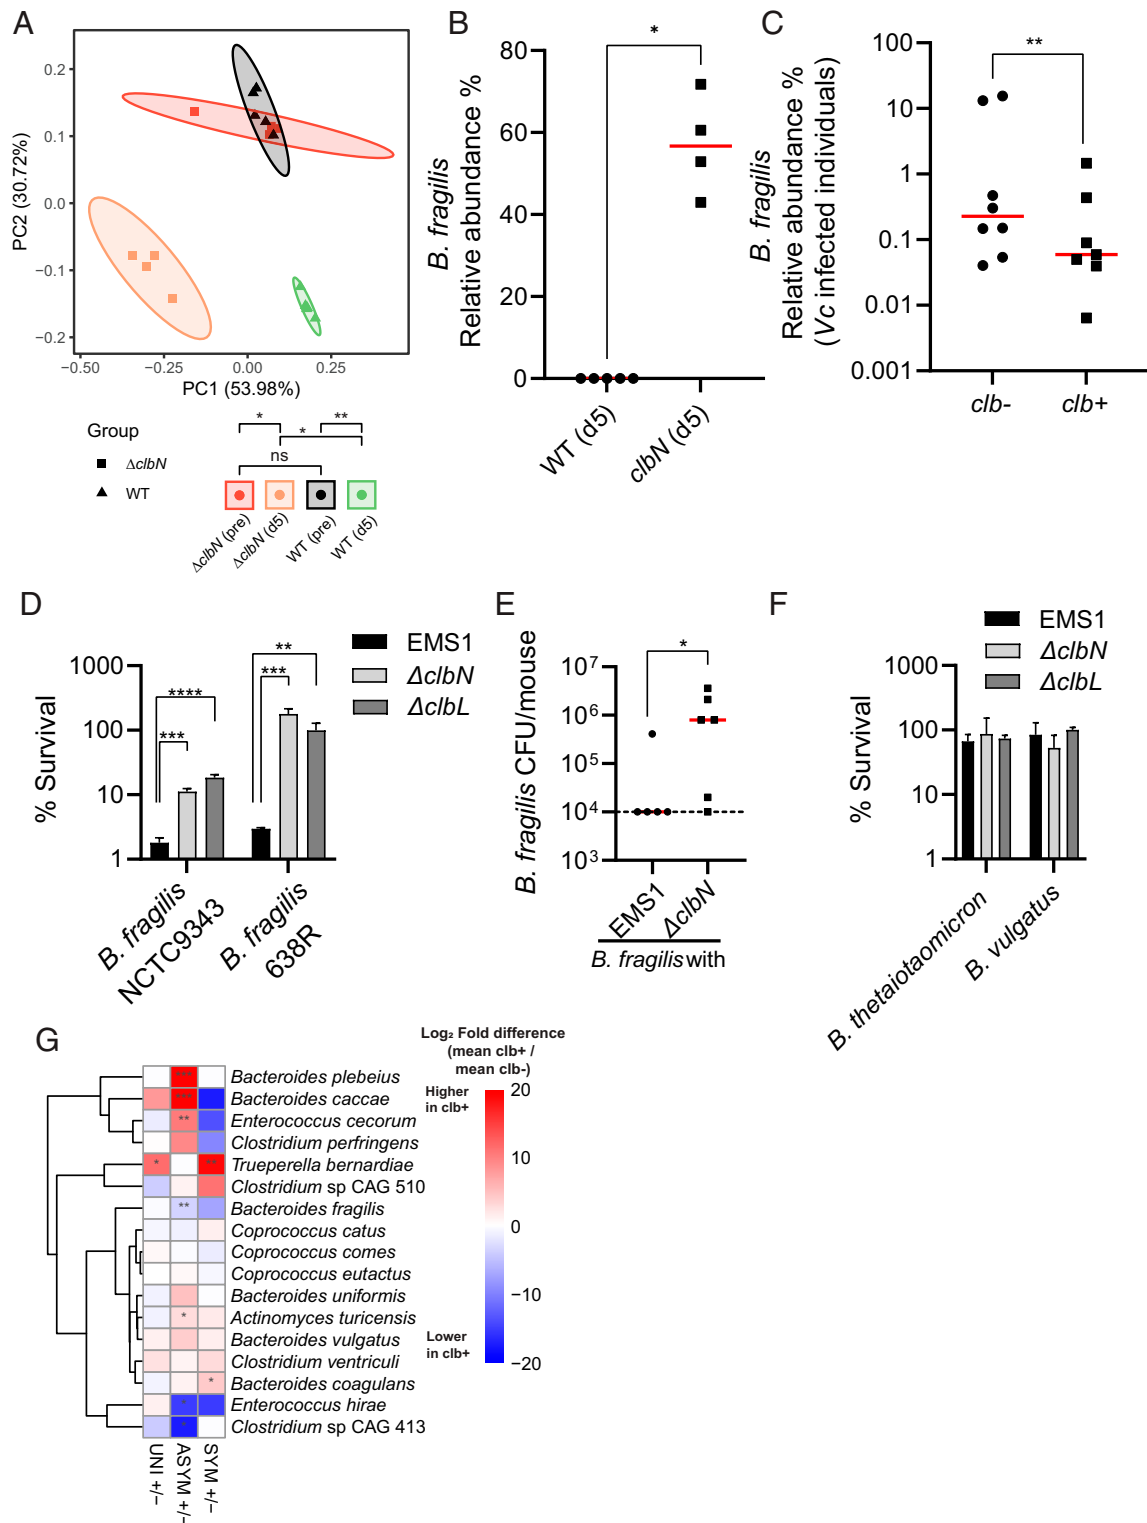 A
PC2 (30.72%)
0.2
0.1
0.0
−0.1
−0.2
−0.50
−0.25
0.00
0.25
PC1 (53.98%)
Group
ΔclbN
WT
*
**
*
ns
ΔclbN (pre)
ΔclbN (d5)
WT (pre)
WT (d5)
B
B. fragilis
Relative abundance %
80
60
40
20
0
*
WT (d5)
clbN (d5)
C
B. fragilis
Relative abundance %
(Vc infected individuals)
100
10
1
0.1
0.01
0.001
**
clb-
clb+
D
% Survival
1000
100
10
1
****
***
**
***
EMS1
ΔclbN
ΔclbL
B. fragilis
NCTC9343
B. fragilis
638R
E
B. fragilis CFU/mouse
10⁷
10⁶
10⁵
10⁴
10³
*
EMS1
ΔclbN
B. fragilis with
F
EMS1
ΔclbN
ΔclbL
% Survival
1000
100
10
1
B. thetaiotaomicron
B. vulgatus
G
Log₂ Fold difference
(mean clb+ /
mean clb-)
Higher
in clb+
20
10
0
−10
−20
Lower
in clb+
*** Bacteroides plebeius
*** Bacteroides caccae
** Enterococcus cecorum
Clostridium perfringens
* ** Trueperella bernardiae
Clostridium sp CAG 510
** Bacteroides fragilis
Coprococcus catus
Coprococcus comes
Coprococcus eutactus
Bacteroides uniformis
* Actinomyces turicensis
Bacteroides vulgatus
Clostridium ventriculi
* Bacteroides coagulans
* Enterococcus hirae
* Clostridium sp CAG 413
UNI +/−
ASYM +/−
SYM +/−